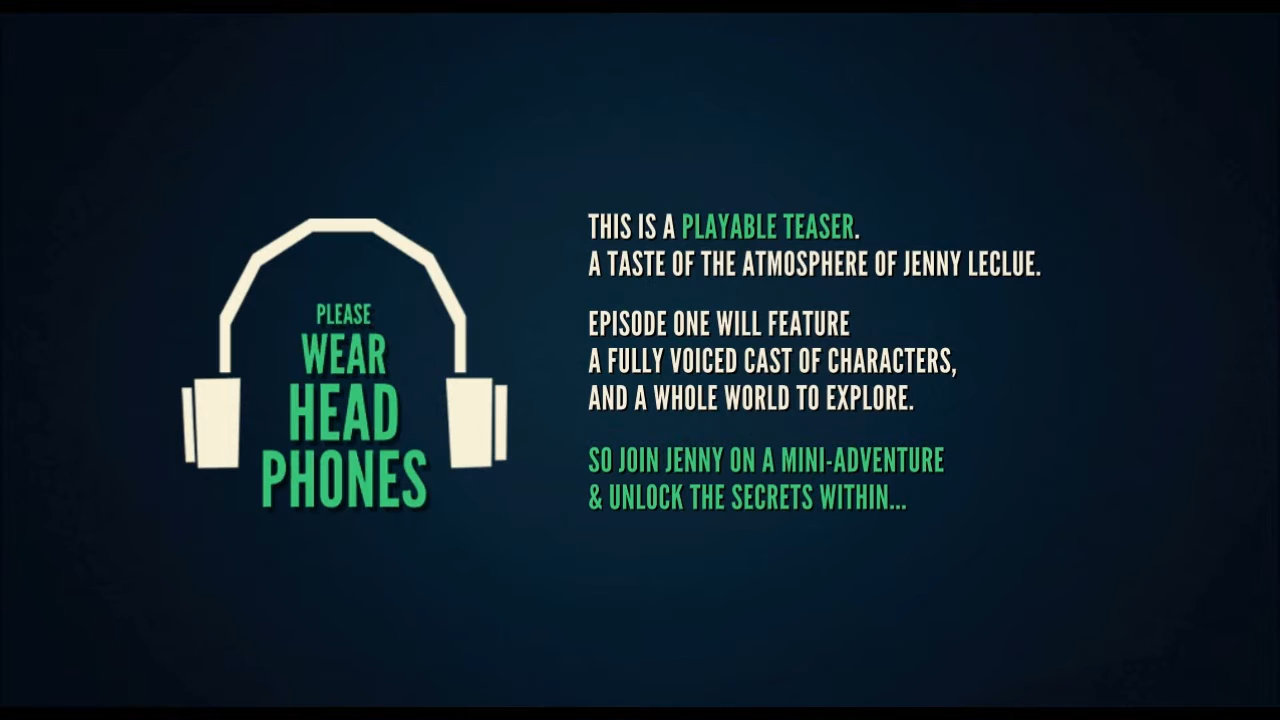 PLEASE
WEAR
HEAD
PHONES
THIS IS A PLAYABLE TEASER.
A TASTE OF THE ATMOSPHERE OF JENNY LECLUE.
EPISODE ONE WILL FEATURE
A FULLY VOICED CAST OF CHARACTERS,
AND A WHOLE WORLD TO EXPLORE.
SO JOIN JENNY ON A MINI-ADVENTURE
& UNLOCK THE SECRETS WITHIN...